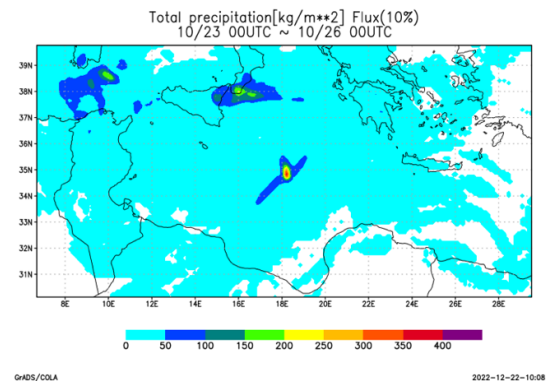 Total precipitation[kg/m**2] Flux(10%)
10/23 00UTC ~ 10/26 00UTC
39N
38N
37N
36N
35N
34N
33N
32N
31N
8E 10E 12E 14E 16E 18E 20E 22E 24E 26E 28E
0 50 100 150 200 250 300 350 400
GrADS/COLA 2022-12-22-10:08